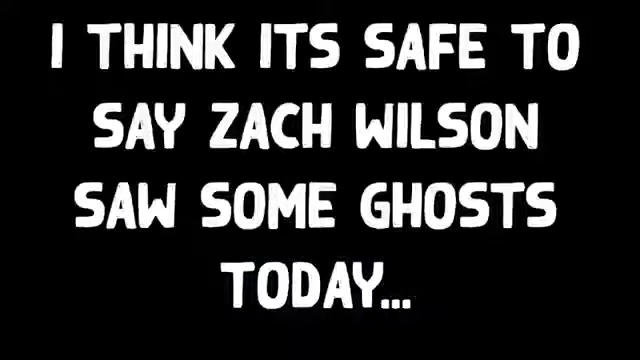 I THINK ITS SAFE TO
SAY ZACH WILSON
SAW SOME GHOSTS
TODAY...